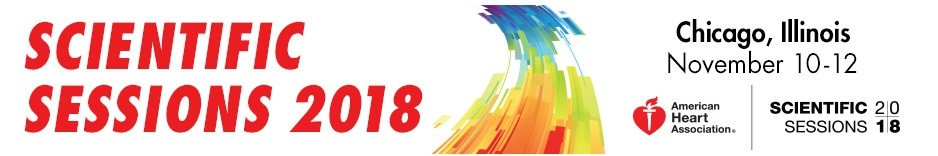 SCIENTIFIC
SESSIONS 2018
Chicago, Illinois
November 10-12
American
Heart
Association®
SCIENTIFIC 20
SESSIONS 18